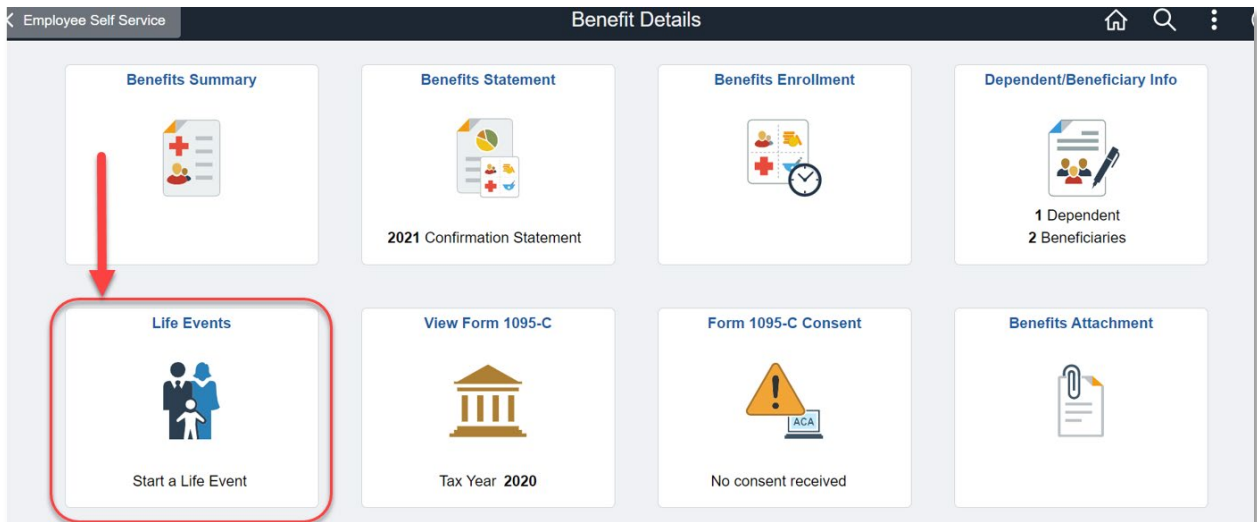 Employee Self Service
Benefit Details
Benefits Summary
Benefits Statement
2021 Confirmation Statement
Benefits Enrollment
Dependent/Beneficiary Info
1 Dependent
2 Beneficiaries
Life Events
Start a Life Event
View Form 1095-C
Tax Year 2020
Form 1095-C Consent
ACA
No consent received
Benefits Attachment